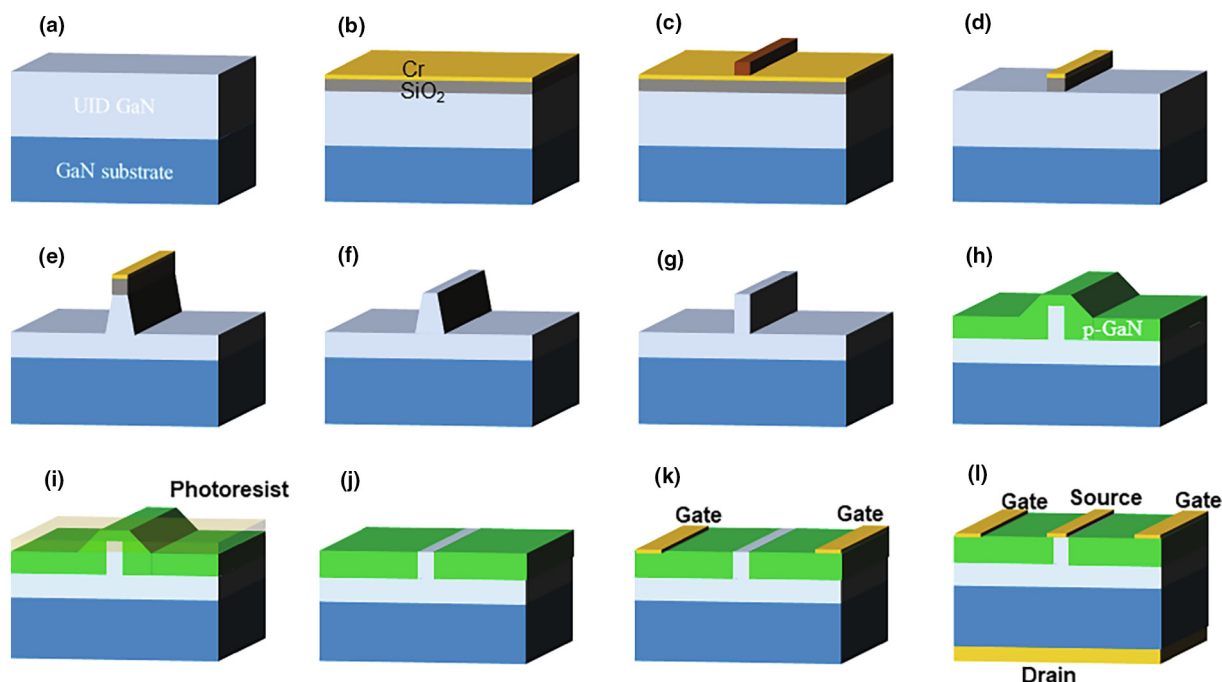 (a)
(b)
(c)
(d)
UID GaN
GaN substrate
Cr
SiO₂
(e)
(f)
(g)
(h)
p-GaN
(i)
Photoresist
(j)
(k)
Gate
Gate
(l)
Gate
Source
Gate
Drain